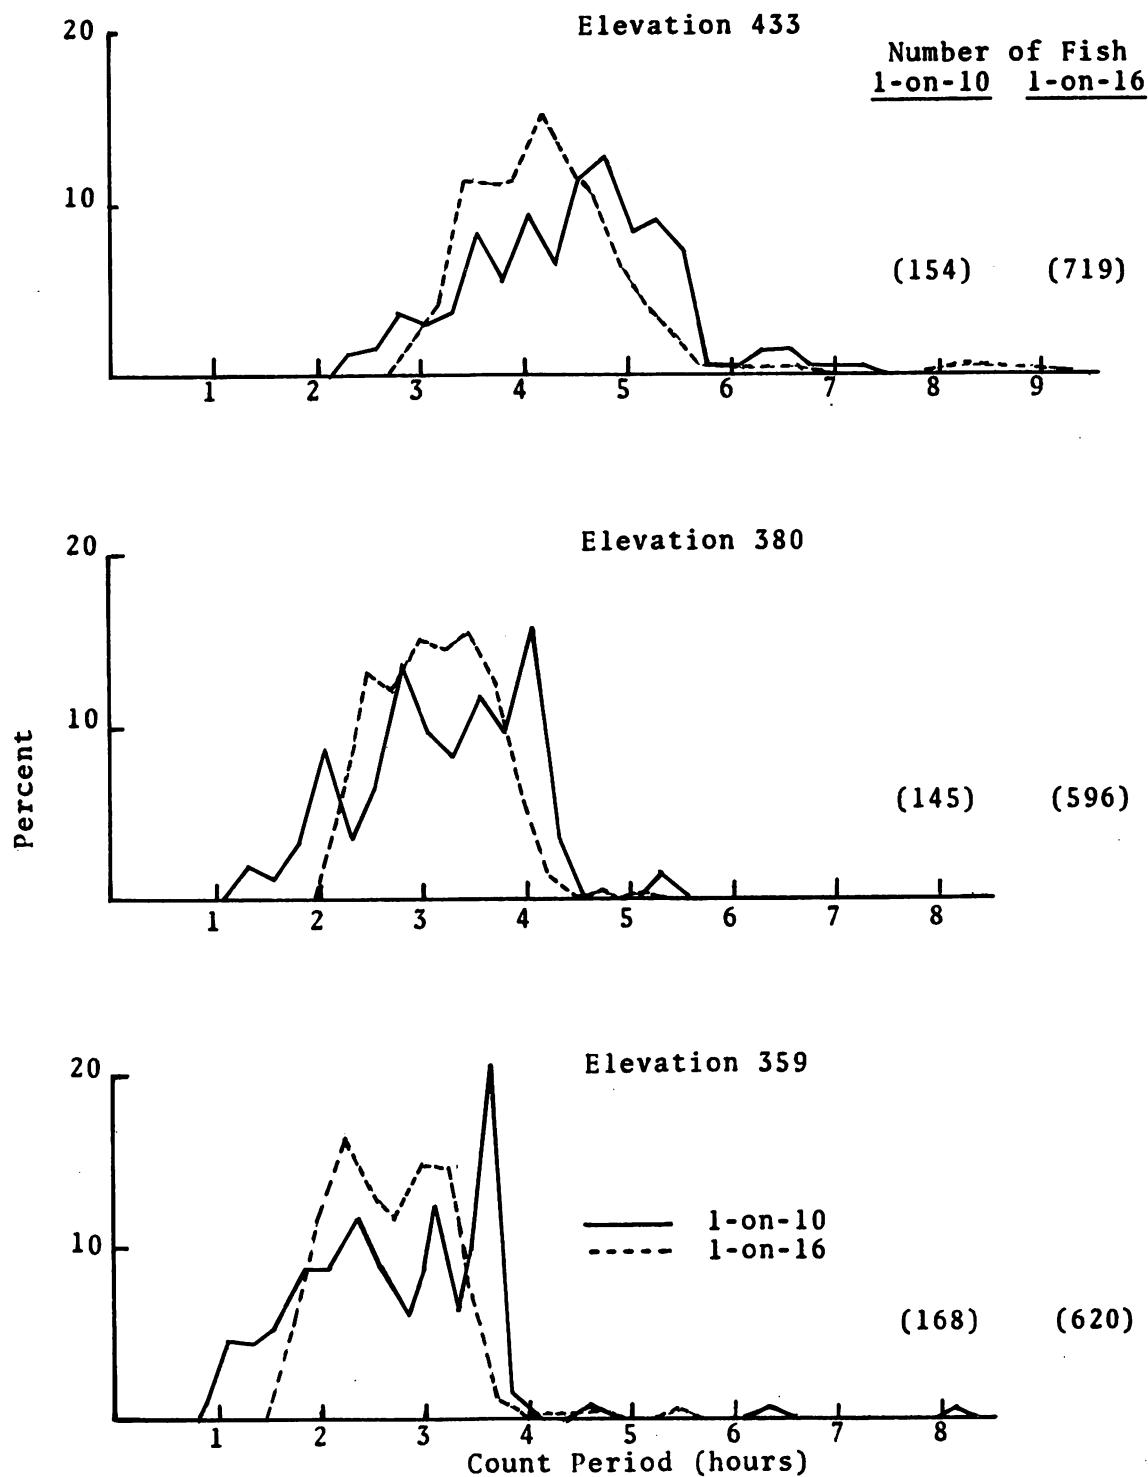 Elevation 433
Number of Fish
1-on-10 1-on-16
20
10
(154) (719)
1 2 3 4 5 6 7 8 9
Elevation 380
20
10
Percent
(145) (596)
1 2 3 4 5 6 7 8
Elevation 359
20
10
1-on-10
1-on-16
(168) (620)
1 2 3 4 5 6 7 8
Count Period (hours)